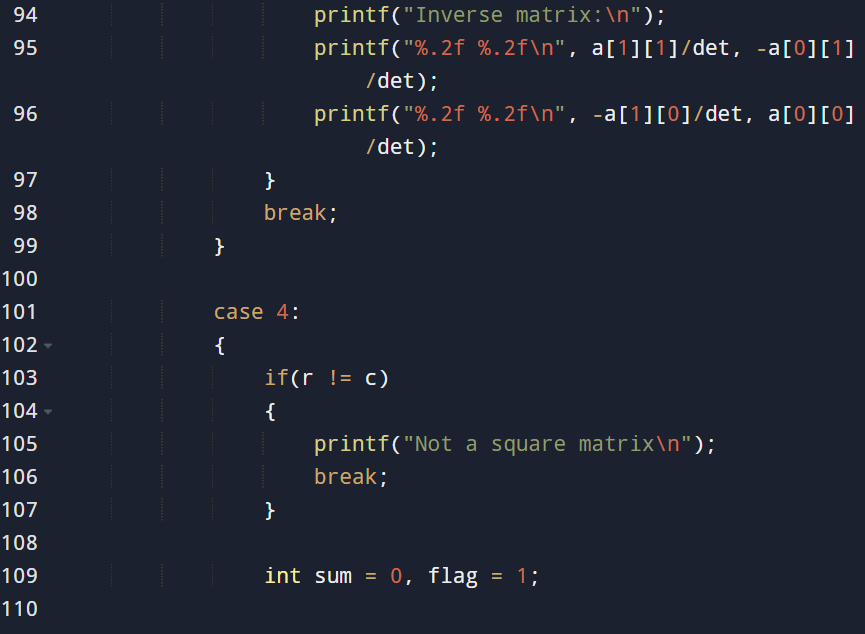 94 printf("Inverse matrix:\n");
95 printf("%.2f %.2f\n", a[1][1]/det, -a[0][1]
/det);
96 printf("%.2f %.2f\n", -a[1][0]/det, a[0][0]
/det);
97 }
98 break;
99 }
100
101 case 4:
102 {
103 if(r != c)
104 {
105 printf("Not a square matrix\n");
106 break;
107 }
108
109 int sum = 0, flag = 1;
110